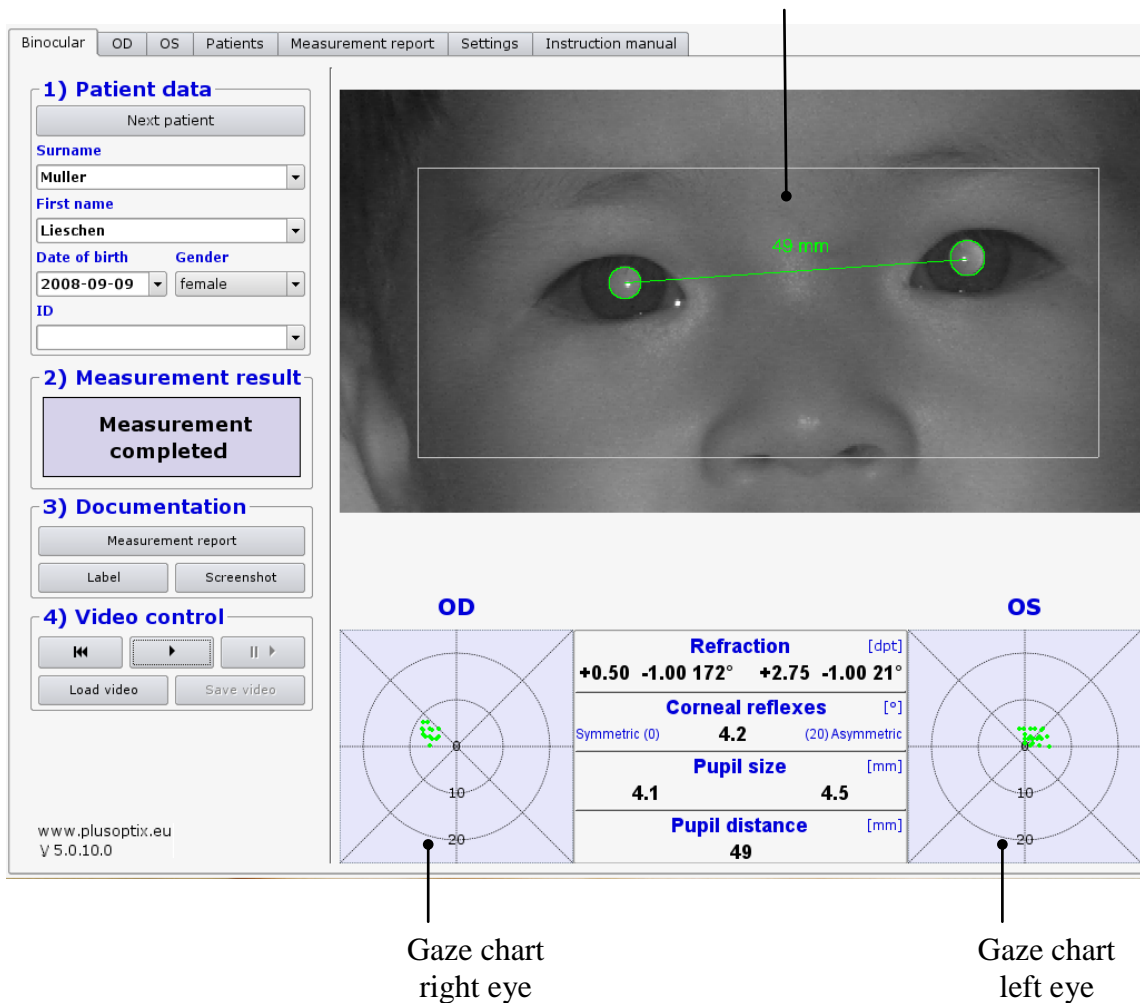 Binocular OD OS Patients Measurement report Settings Instruction manual
1) Patient data
Next patient
Surname
Muller
First name
Lieschen
Date of birth Gender
2008-09-09 female
ID
2) Measurement result
Measurement
completed
3) Documentation
Measurement report
Label Screenshot
4) Video control
Load video Save video
www.plusoptix.eu
V 5.0.10.0
49 mm
OD
0
10
20
Refraction [dpt]
+0.50 -1.00 172° +2.75 -1.00 21°
Corneal reflexes [°]
Symmetric (0) 4.2 (20) Asymmetric
Pupil size [mm]
4.1 4.5
Pupil distance [mm]
49
OS
0
10
20
Gaze chart
right eye
Gaze chart
left eye